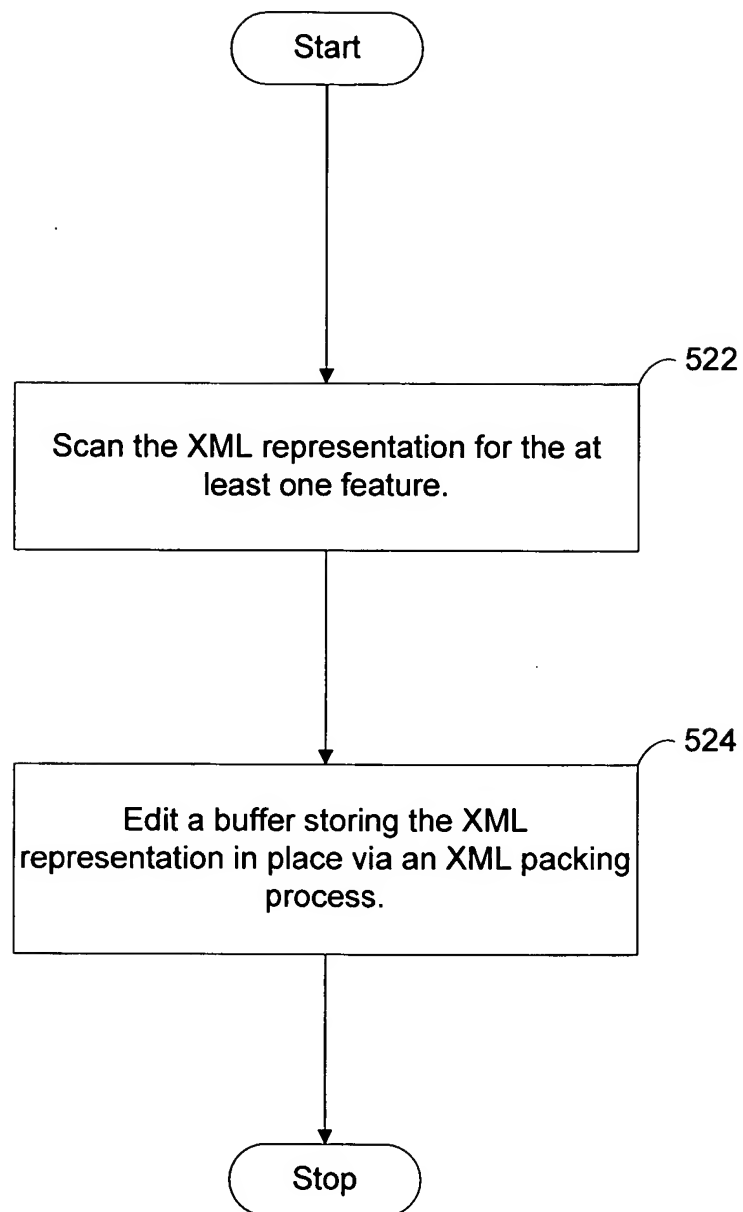 Start
522
Scan the XML representation for the at
least one feature.
524
Edit a buffer storing the XML
representation in place via an XML packing
process.
Stop